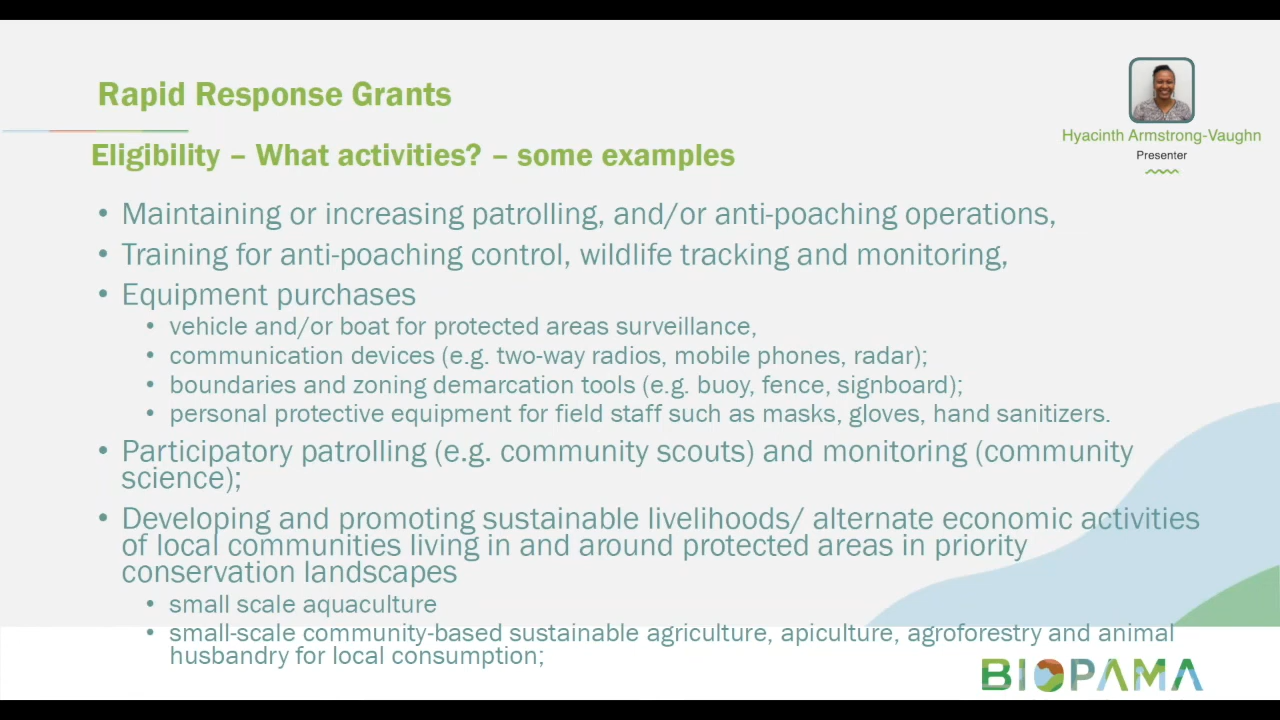 Rapid Response Grants
Hyacinth Armstrong-Vaughn
Presenter
Eligibility – What activities? – some examples
• Maintaining or increasing patrolling, and/or anti-poaching operations,
• Training for anti-poaching control, wildlife tracking and monitoring,
• Equipment purchases
• vehicle and/or boat for protected areas surveillance,
• communication devices (e.g. two-way radios, mobile phones, radar);
• boundaries and zoning demarcation tools (e.g. buoy, fence, signboard);
• personal protective equipment for field staff such as masks, gloves, hand sanitizers.
• Participatory patrolling (e.g. community scouts) and monitoring (community
science);
• Developing and promoting sustainable livelihoods/ alternate economic activities
of local communities living in and around protected areas in priority
conservation landscapes
• small scale aquaculture
• small-scale community-based sustainable agriculture, apiculture, agroforestry and animal
husbandry for local consumption;
BIOPAMA